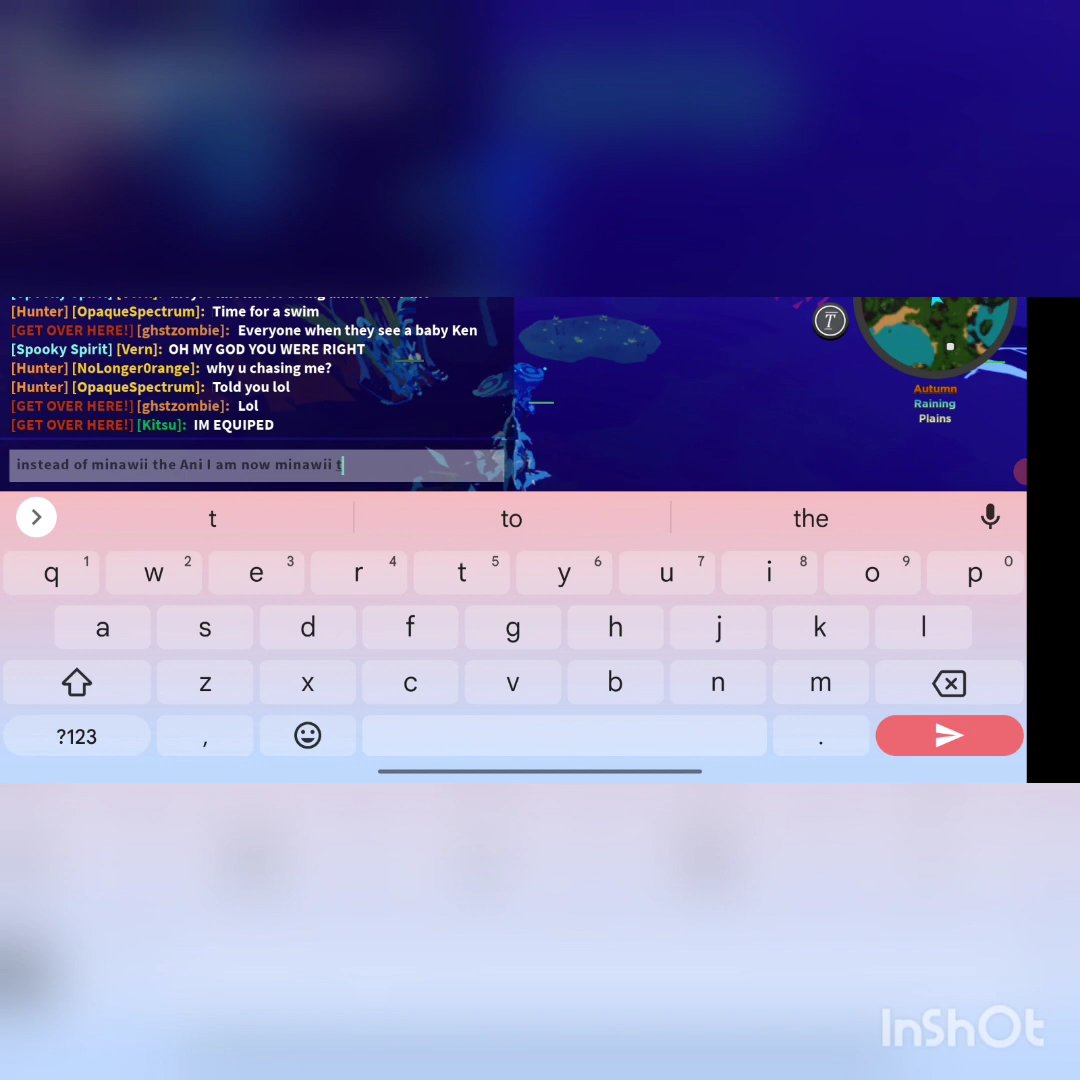 [Hunter] [OpaqueSpectrum]: Time for a swim
[GET OVER HERE!] [ghstzombie]: Everyone when they see a baby Ken
[Spooky Spirit] [Vern]: OH MY GOD YOU WERE RIGHT
[Hunter] [NoLonger0range]: why u chasing me?
[Hunter] [OpaqueSpectrum]: Told you lol
[GET OVER HERE!] [ghstzombie]: Lol
[GET OVER HERE!] [Kitsu]: IM EQUIPED
instead of minawii the Ani I am now minawii t
T
Autumn
Raining
Plains
t to the
q 1 w 2 e 3 r 4 t 5 y 6 u 7 i 8 o 9 p 0
a s d f g h j k l
z x c v b n m
?123 , .
InShOt